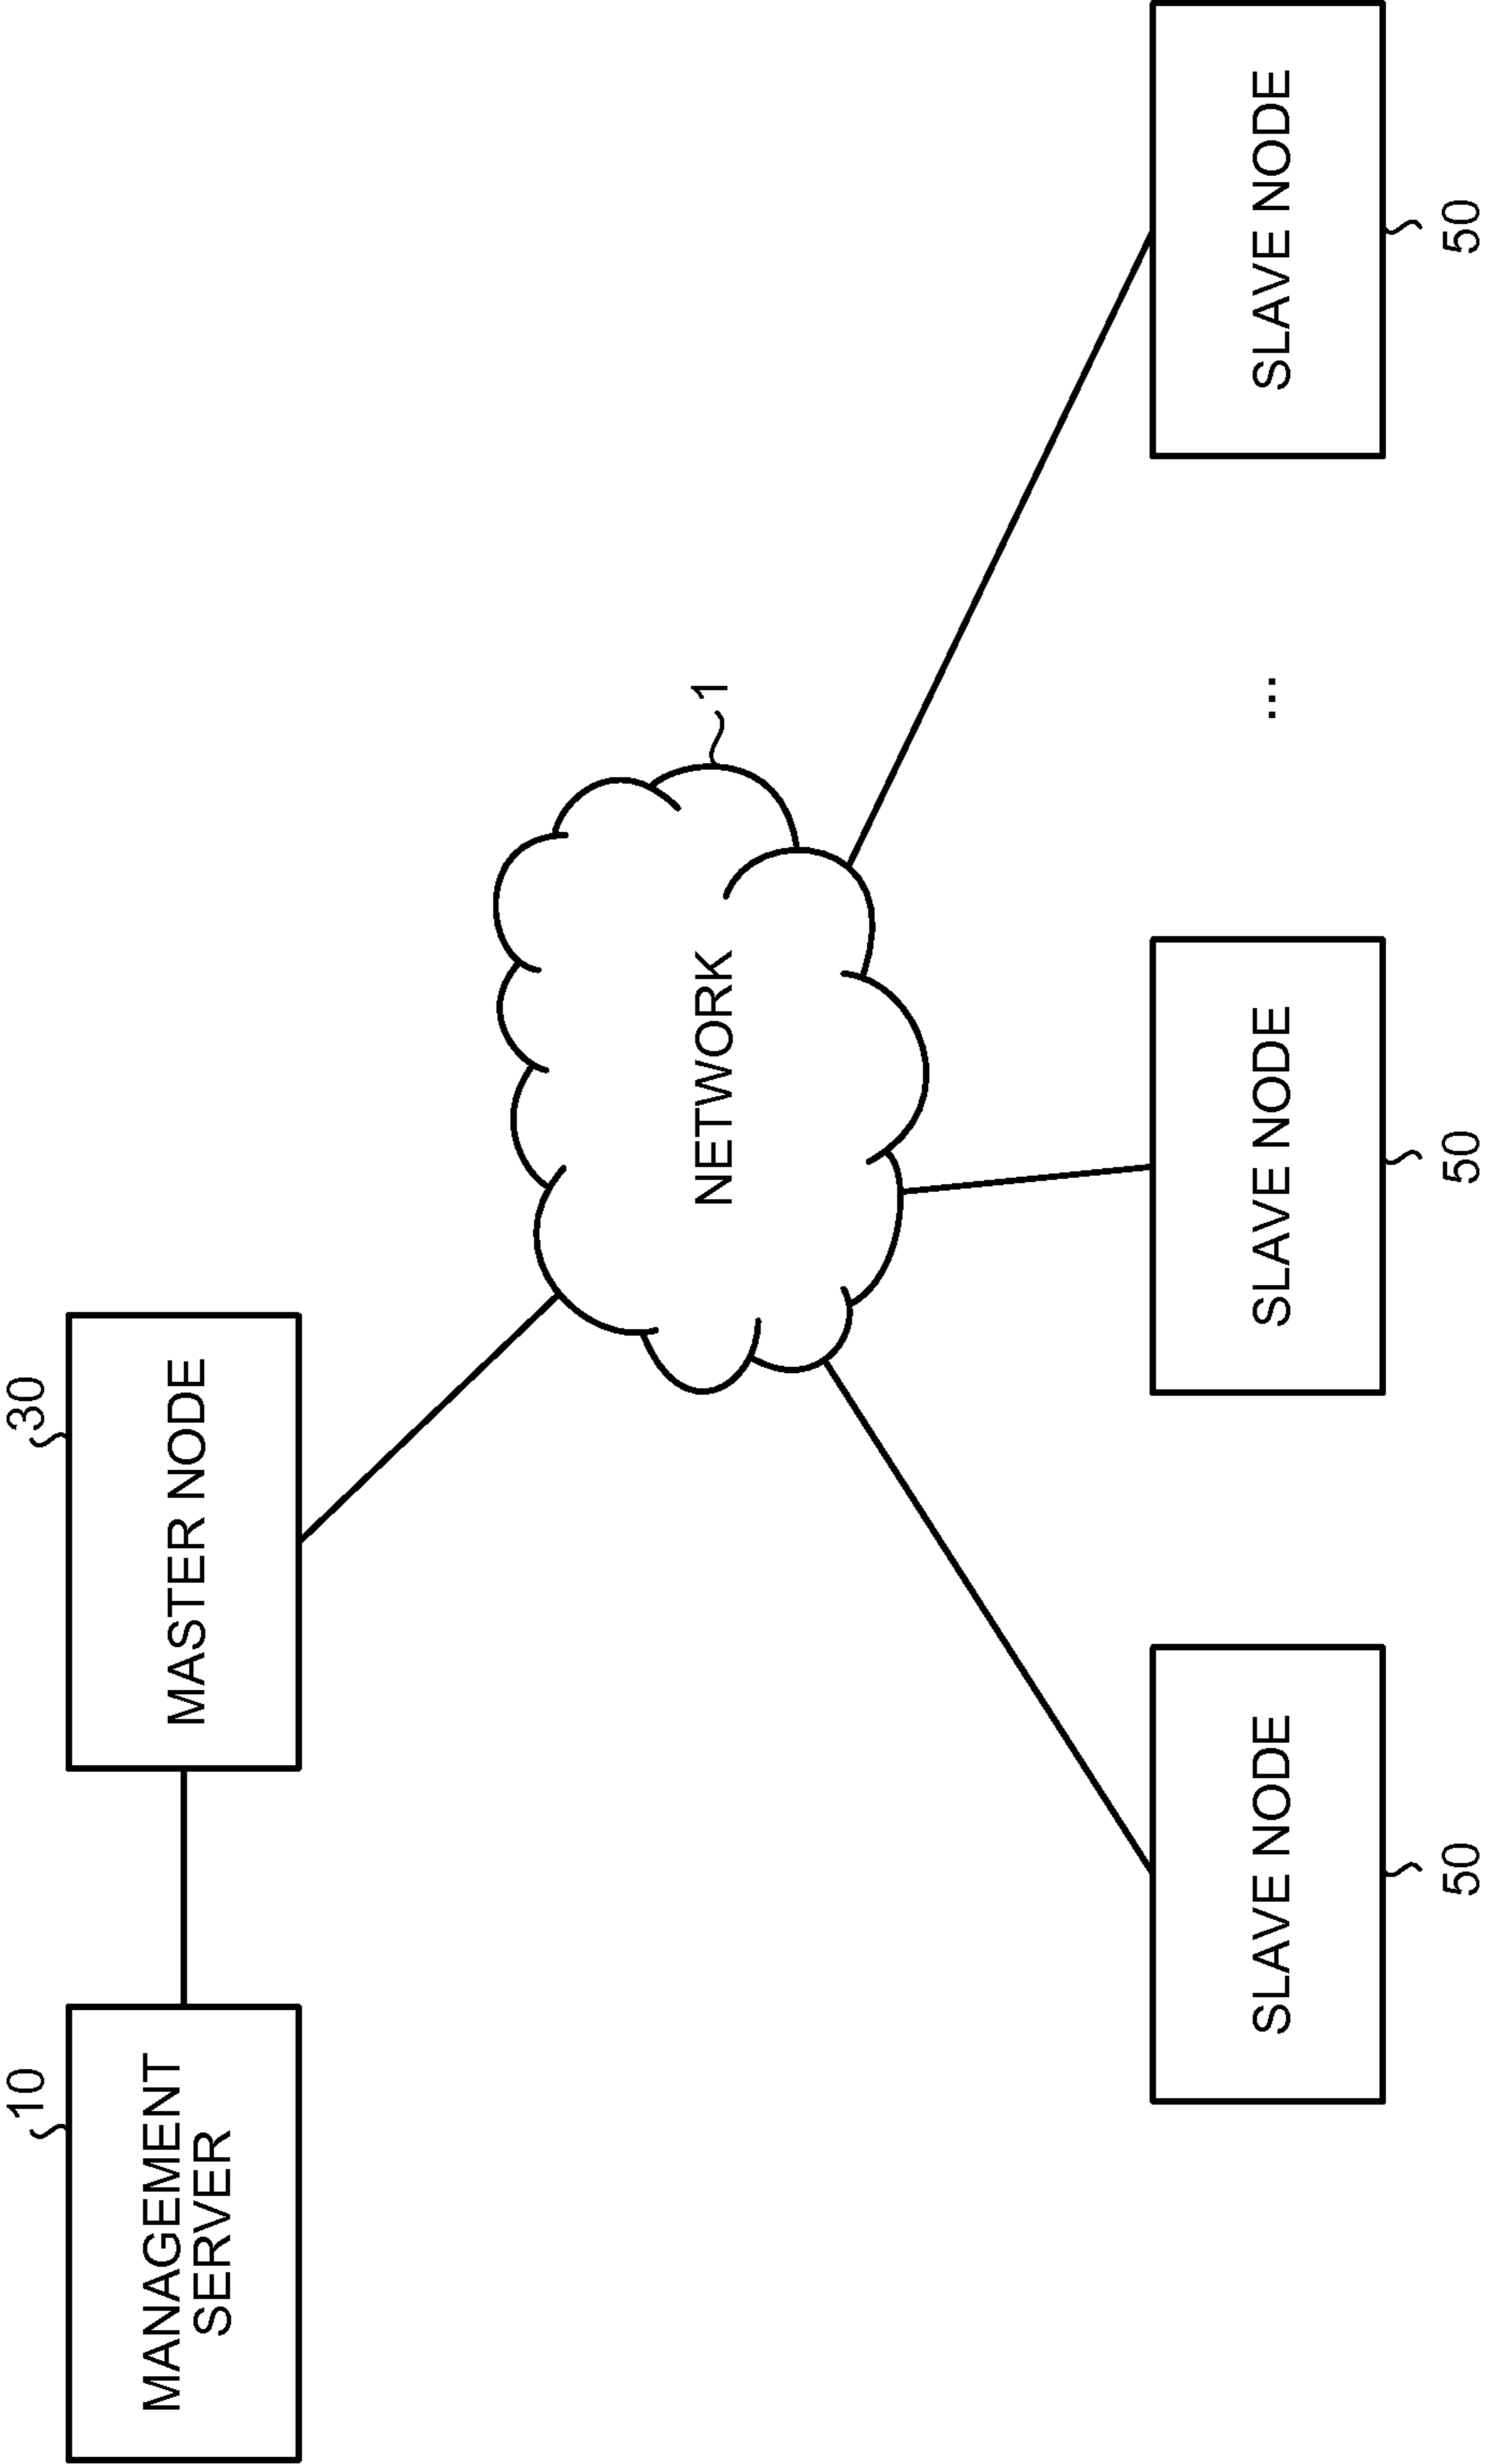 10
MANAGEMENT
SERVER
30
MASTER NODE
1
NETWORK
SLAVE NODE
50
SLAVE NODE
50
...
SLAVE NODE
50